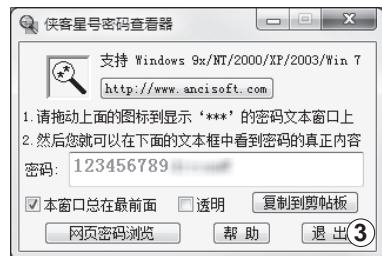 侠客星号密码查看器
支持 Windows 9x/NT/2000/XP/2003/Win 7
http://www.ancisoft.com
1.请拖动上面的图标到显示‘***’的密码文本窗口上
2.然后您就可以在下面的文本框中看到密码的真正内容
密码: 123456789
本窗口总在最前面 透明 复制到剪帖板
网页密码浏览 帮 助 退 出 3